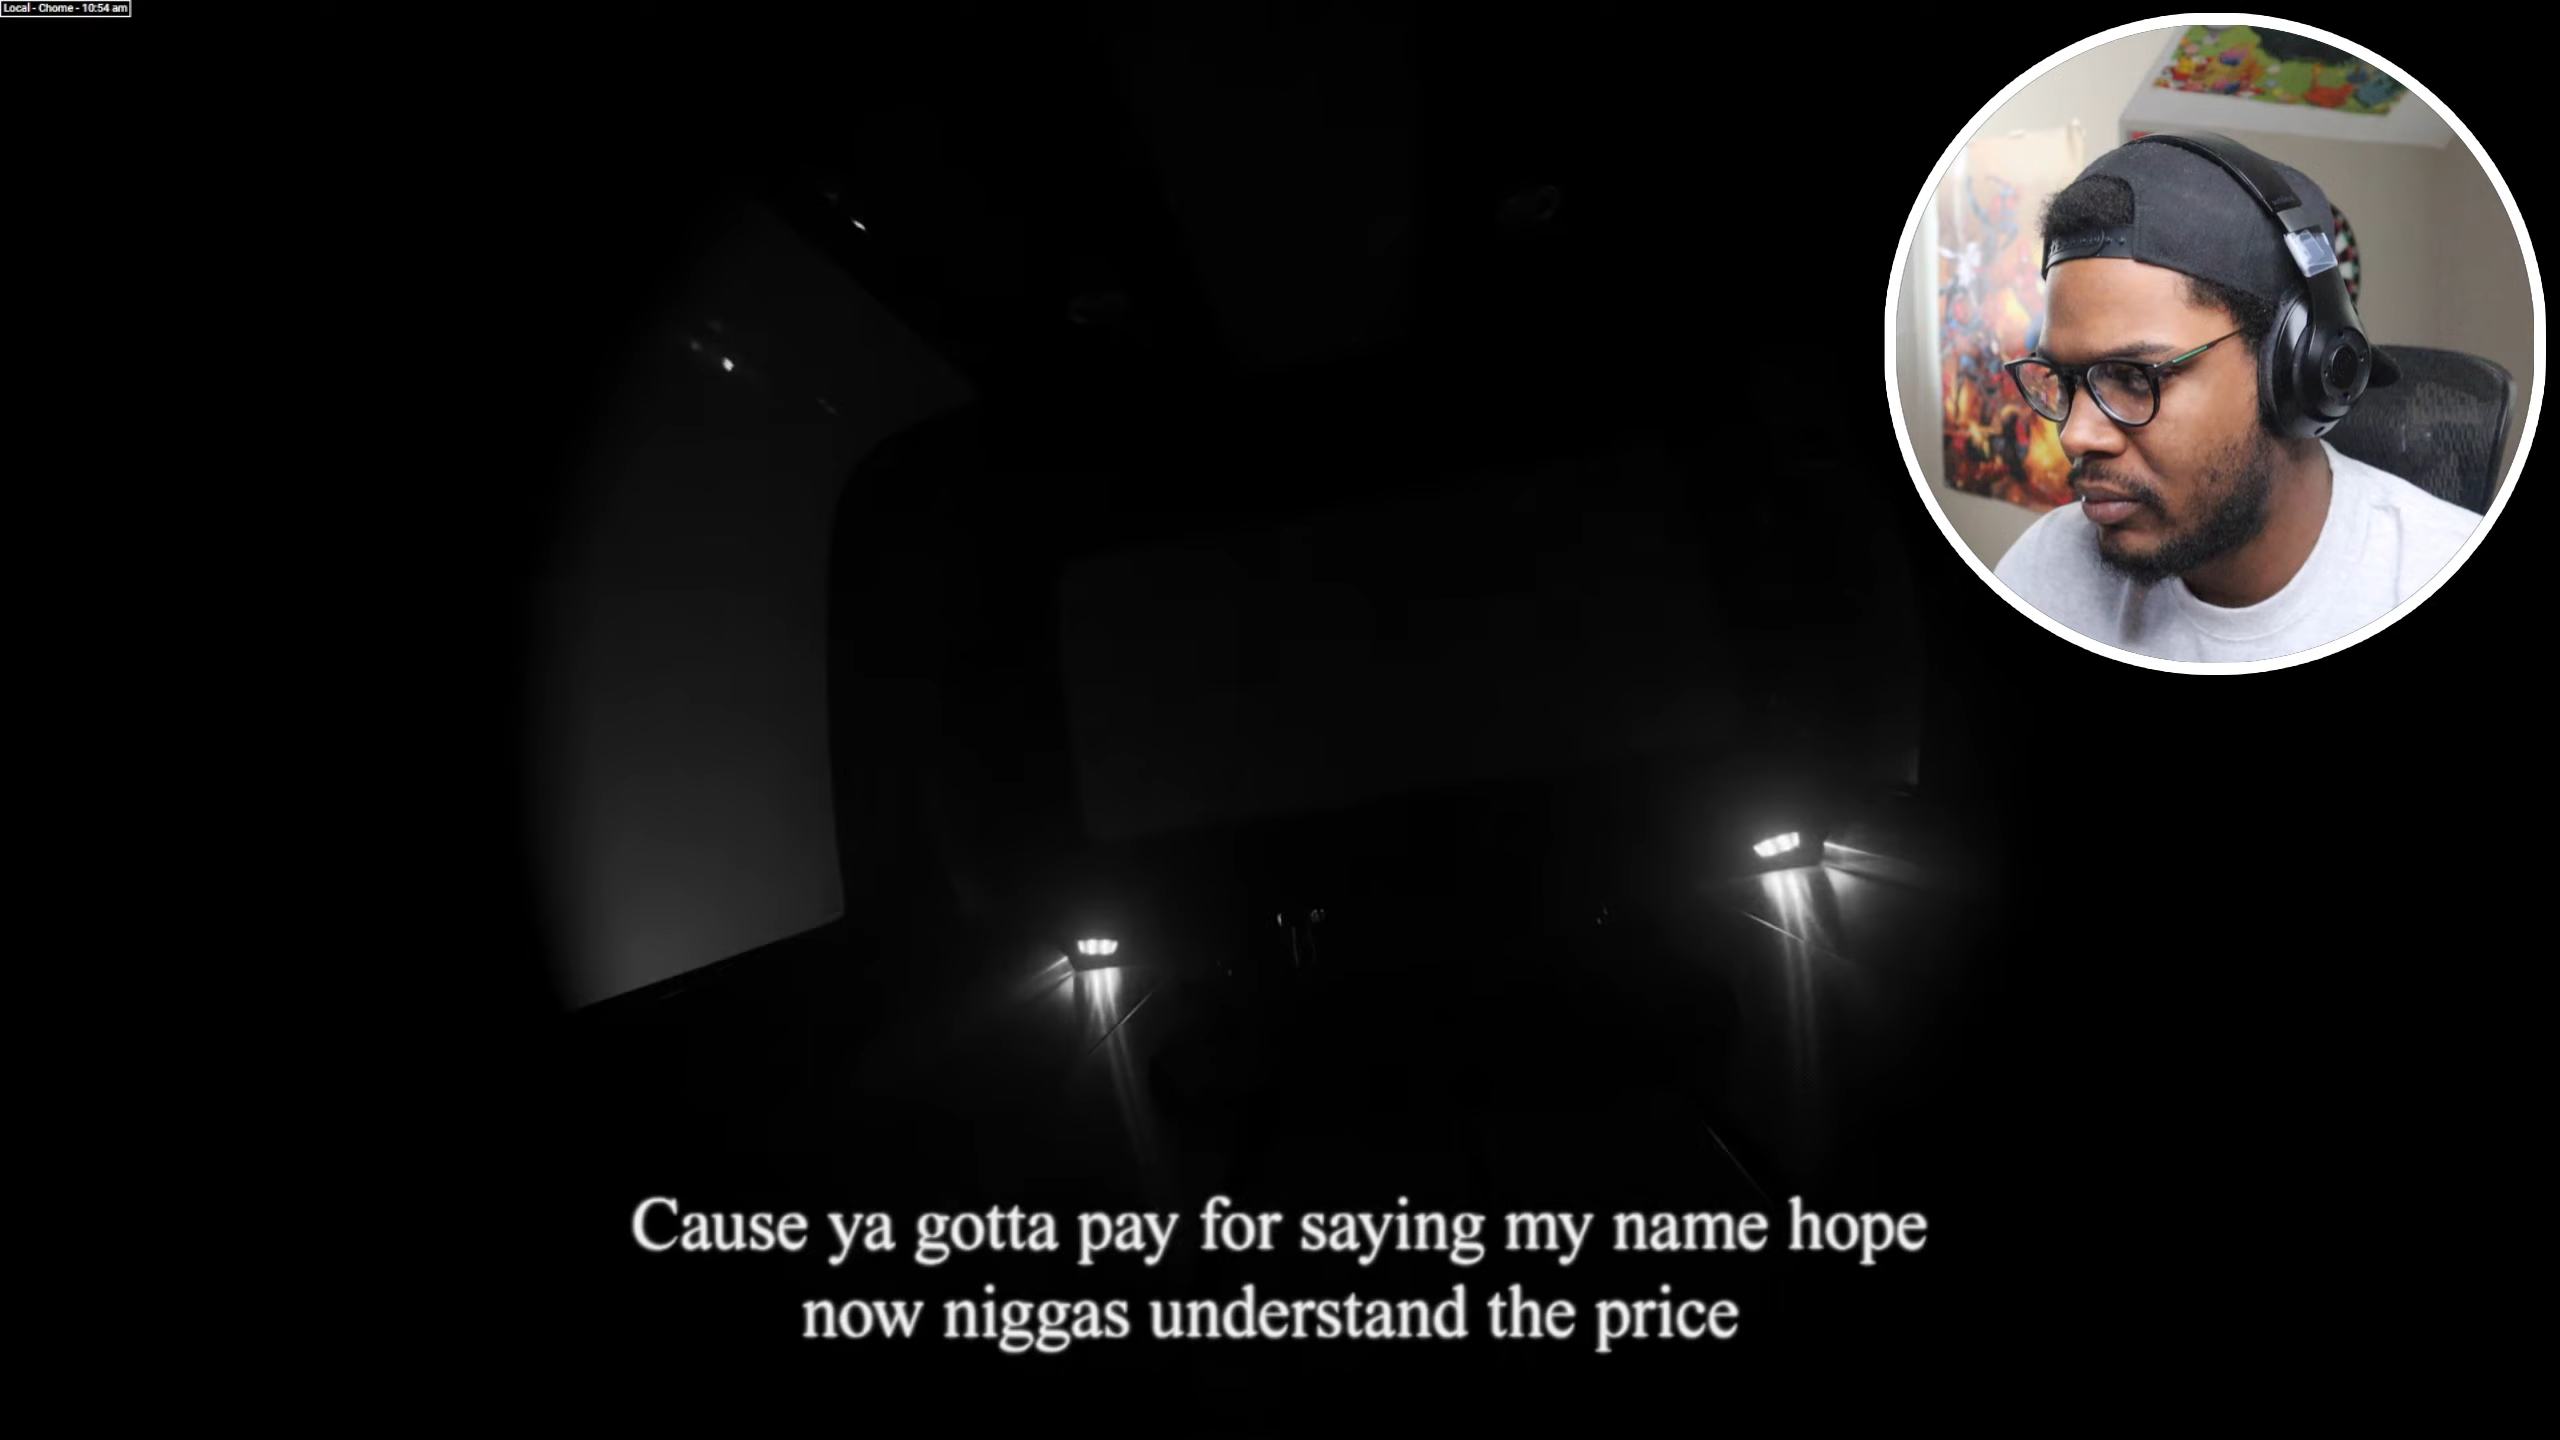 Local - Chome - 10:54 am
Cause ya gotta pay for saying my name hope
now niggas understand the price